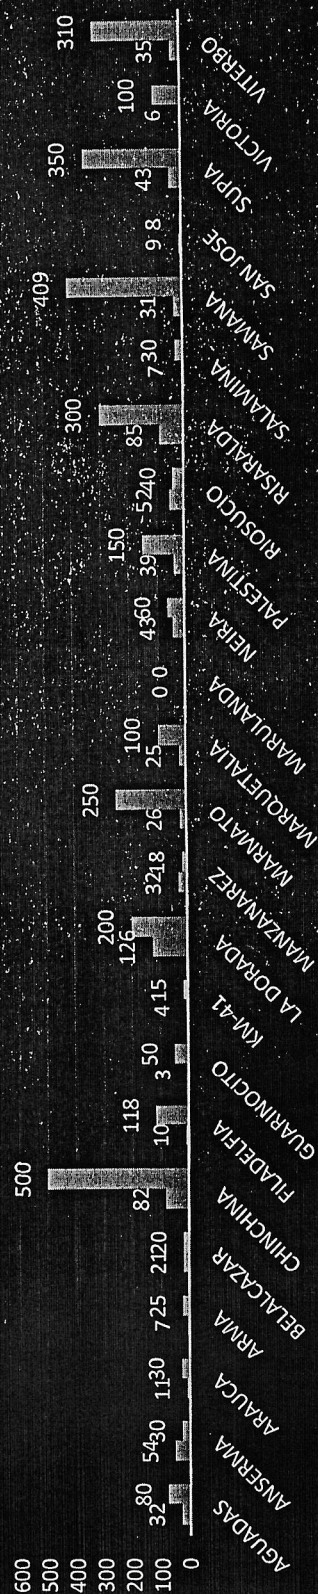 600
500
400
300
200
100
0
32 80
54 30
11 30
7 25
21 20
82 500
10 118
3 50
4 15
126 200
32 18
26 250
25 100
0 0
43 60
39 150
52 40
85 300
7 30
31 409
9 8
43 350
6 100
35 310
AGUADAS
ANSERMA
ARAUCA
ARMA
BELALCAZAR
CHINCHINA
FILADELFIA
GUARINOCITO
KM-41
LA DORADA
MANZANAREZ
MARMATO
MARQUETALIA
MARULANDA
NEIRA
PALESTINA
RIOSUCIO
RISARALDA
SALAMINA
SAMANA
SAN JOSE
SUPIA
VICTORIA
VITERBO